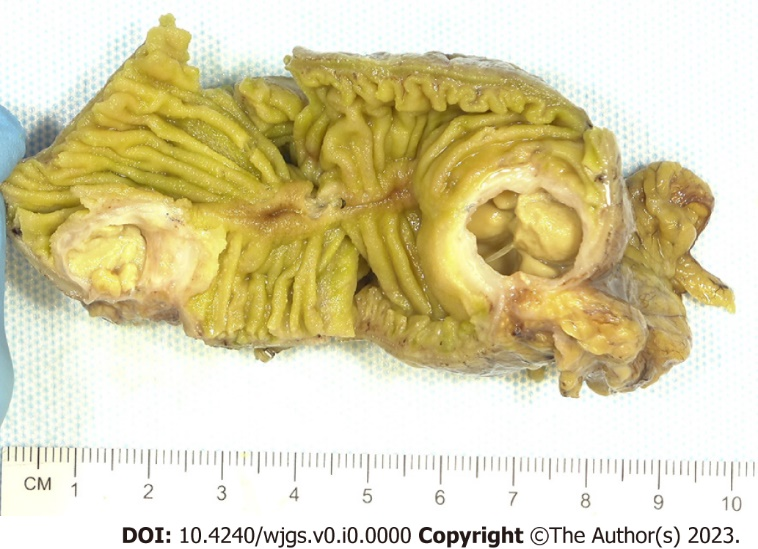 CM 1 2 3 4 5 6 7 8 9 10
DOI: 10.4240/wjgs.v0.i0.0000 Copyright ©The Author(s) 2023.